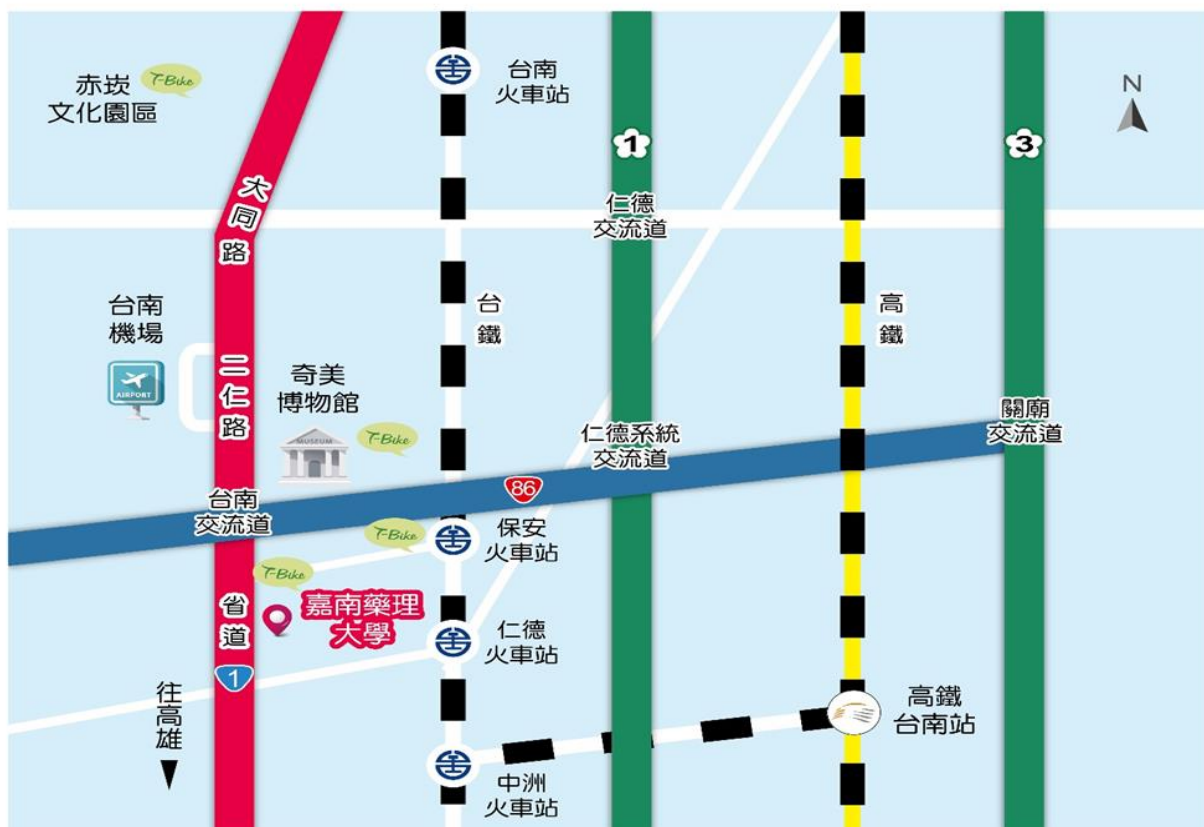 赤崁
文化園區
T-Bike
台南
火車站
1
3
N
大同路
仁德
交流道
台鐵
高鐵
台南
機場
AIRPORT
二仁路
奇美
博物館
MUSEUM
T-Bike
仁德系統
交流道
關廟
交流道
86
台南
交流道
T-Bike
保安
火車站
T-Bike
嘉南藥理
大學
省道
1
仁德
火車站
往高雄
高鐵
台南站
中洲
火車站